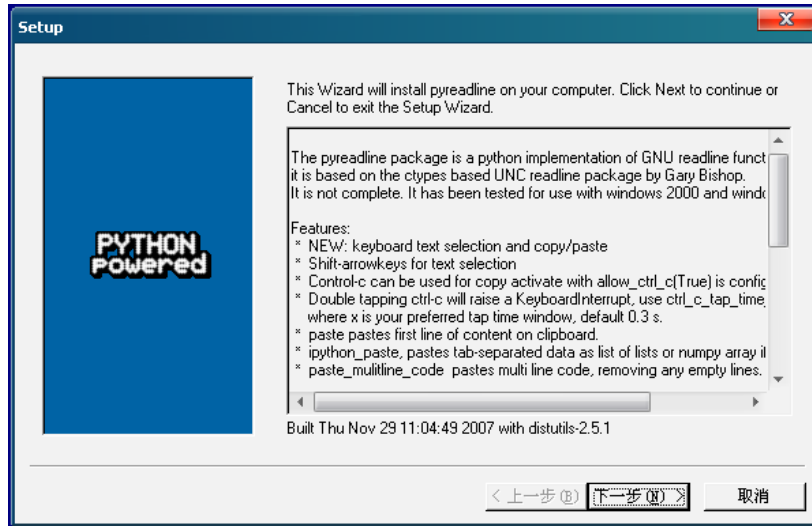 Setup
This Wizard will install pyreadline on your computer. Click Next to continue or
Cancel to exit the Setup Wizard.
PYTHON
Powered
The pyreadline package is a python implementation of GNU readline funct
it is based on the ctypes based UNC readline package by Gary Bishop.
It is not complete. It has been tested for use with windows 2000 and windo
Features:
* NEW: keyboard text selection and copy/paste
* Shift-arrowkeys for text selection
* Control-c can be used for copy activate with allow_ctrl_c(True) is config
* Double tapping ctrl-c will raise a KeyboardInterrupt, use ctrl_c_tap_time_
where x is your preferred tap time window, default 0.3 s.
* paste pastes first line of content on clipboard.
* ipython_paste, pastes tab-separated data as list of lists or numpy array if
* paste_mulitline_code pastes multi line code, removing any empty lines.
Built Thu Nov 29 11:04:49 2007 with distutils-2.5.1
< 上一步(B) 下一步(N) > 取消